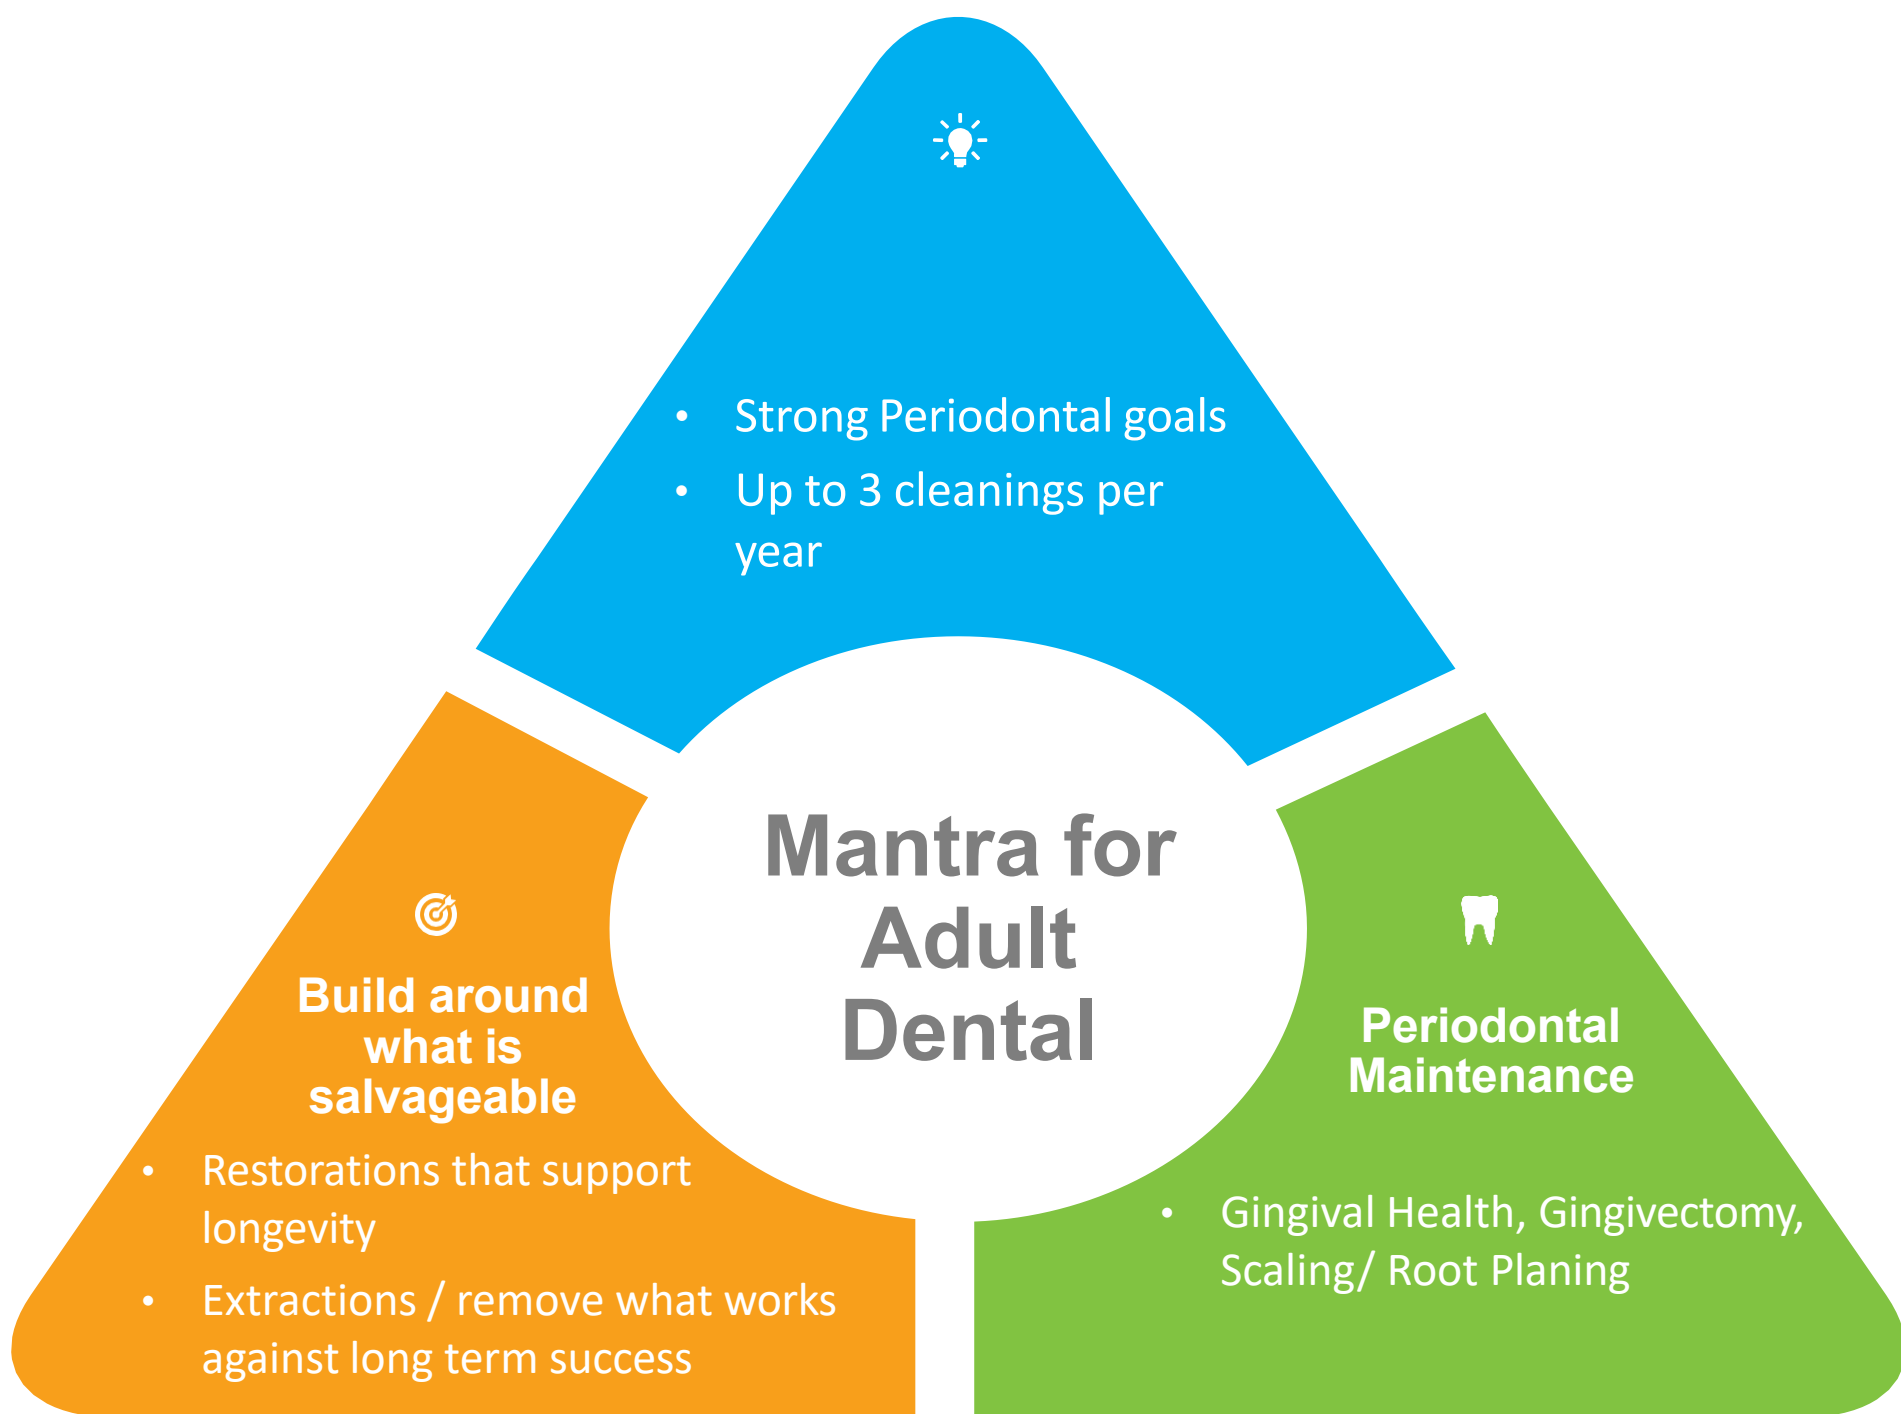 • Strong Periodontal goals
• Up to 3 cleanings per
year
Mantra for
Adult
Dental
Build around
what is
salvageable
• Restorations that support
longevity
• Extractions / remove what works
against long term success
Periodontal
Maintenance
• Gingival Health, Gingivectomy,
Scaling/ Root Planing